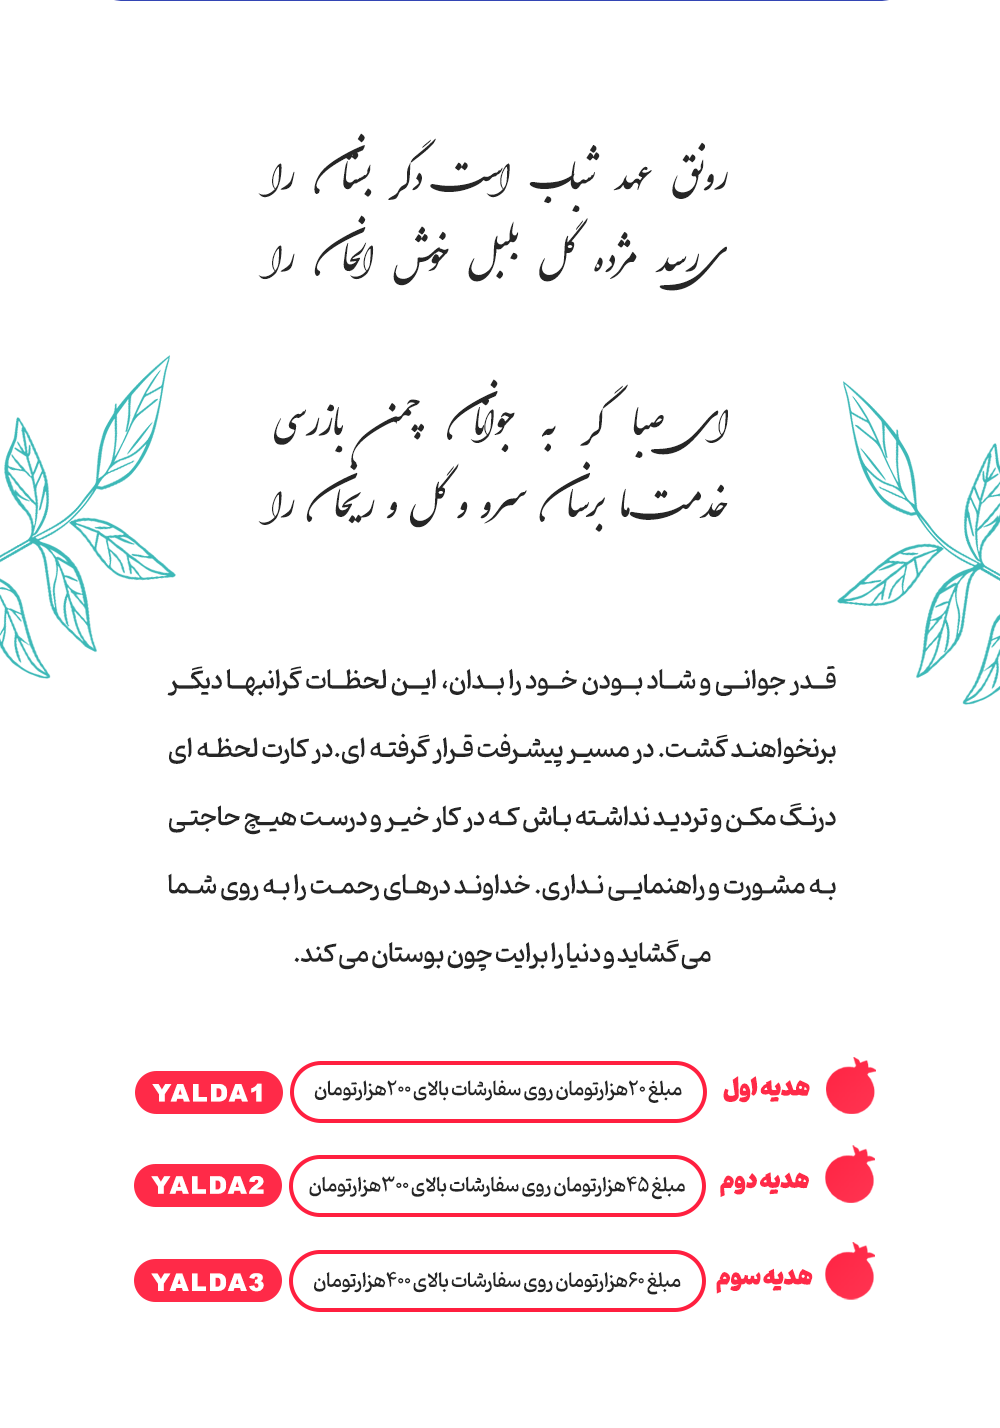 رونق عهد شباب است دگر بستان را
می‌رسد مژده گل بلبل خوش الحان را
ای صبا گر به جوانان چمن بازرسی
خدمت ما برسان سرو و گل و ریحان را
قدر جوانی و شاد بودن خود را بدان، این لحظات گرانبها دیگر
برنخواهند گشت. در مسیر پیشرفت قرار گرفته ای.در کارت لحظه ای
درنگ مکن و تردید نداشته باش که در کار خیر و درست هیچ حاجتی
به مشورت و راهنمایی نداری. خداوند درهای رحمت را به روی شما
می گشاید و دنیا را برایت چون بوستان می کند.
هدیه اول مبلغ ۲۰هزارتومان روی سفارشات بالای ۲۰۰هزارتومان YALDA1
هدیه دوم مبلغ ۴۵هزارتومان روی سفارشات بالای ۳۰۰هزارتومان YALDA2
هدیه سوم مبلغ ۶۰هزارتومان روی سفارشات بالای ۴۰۰هزارتومان YALDA3